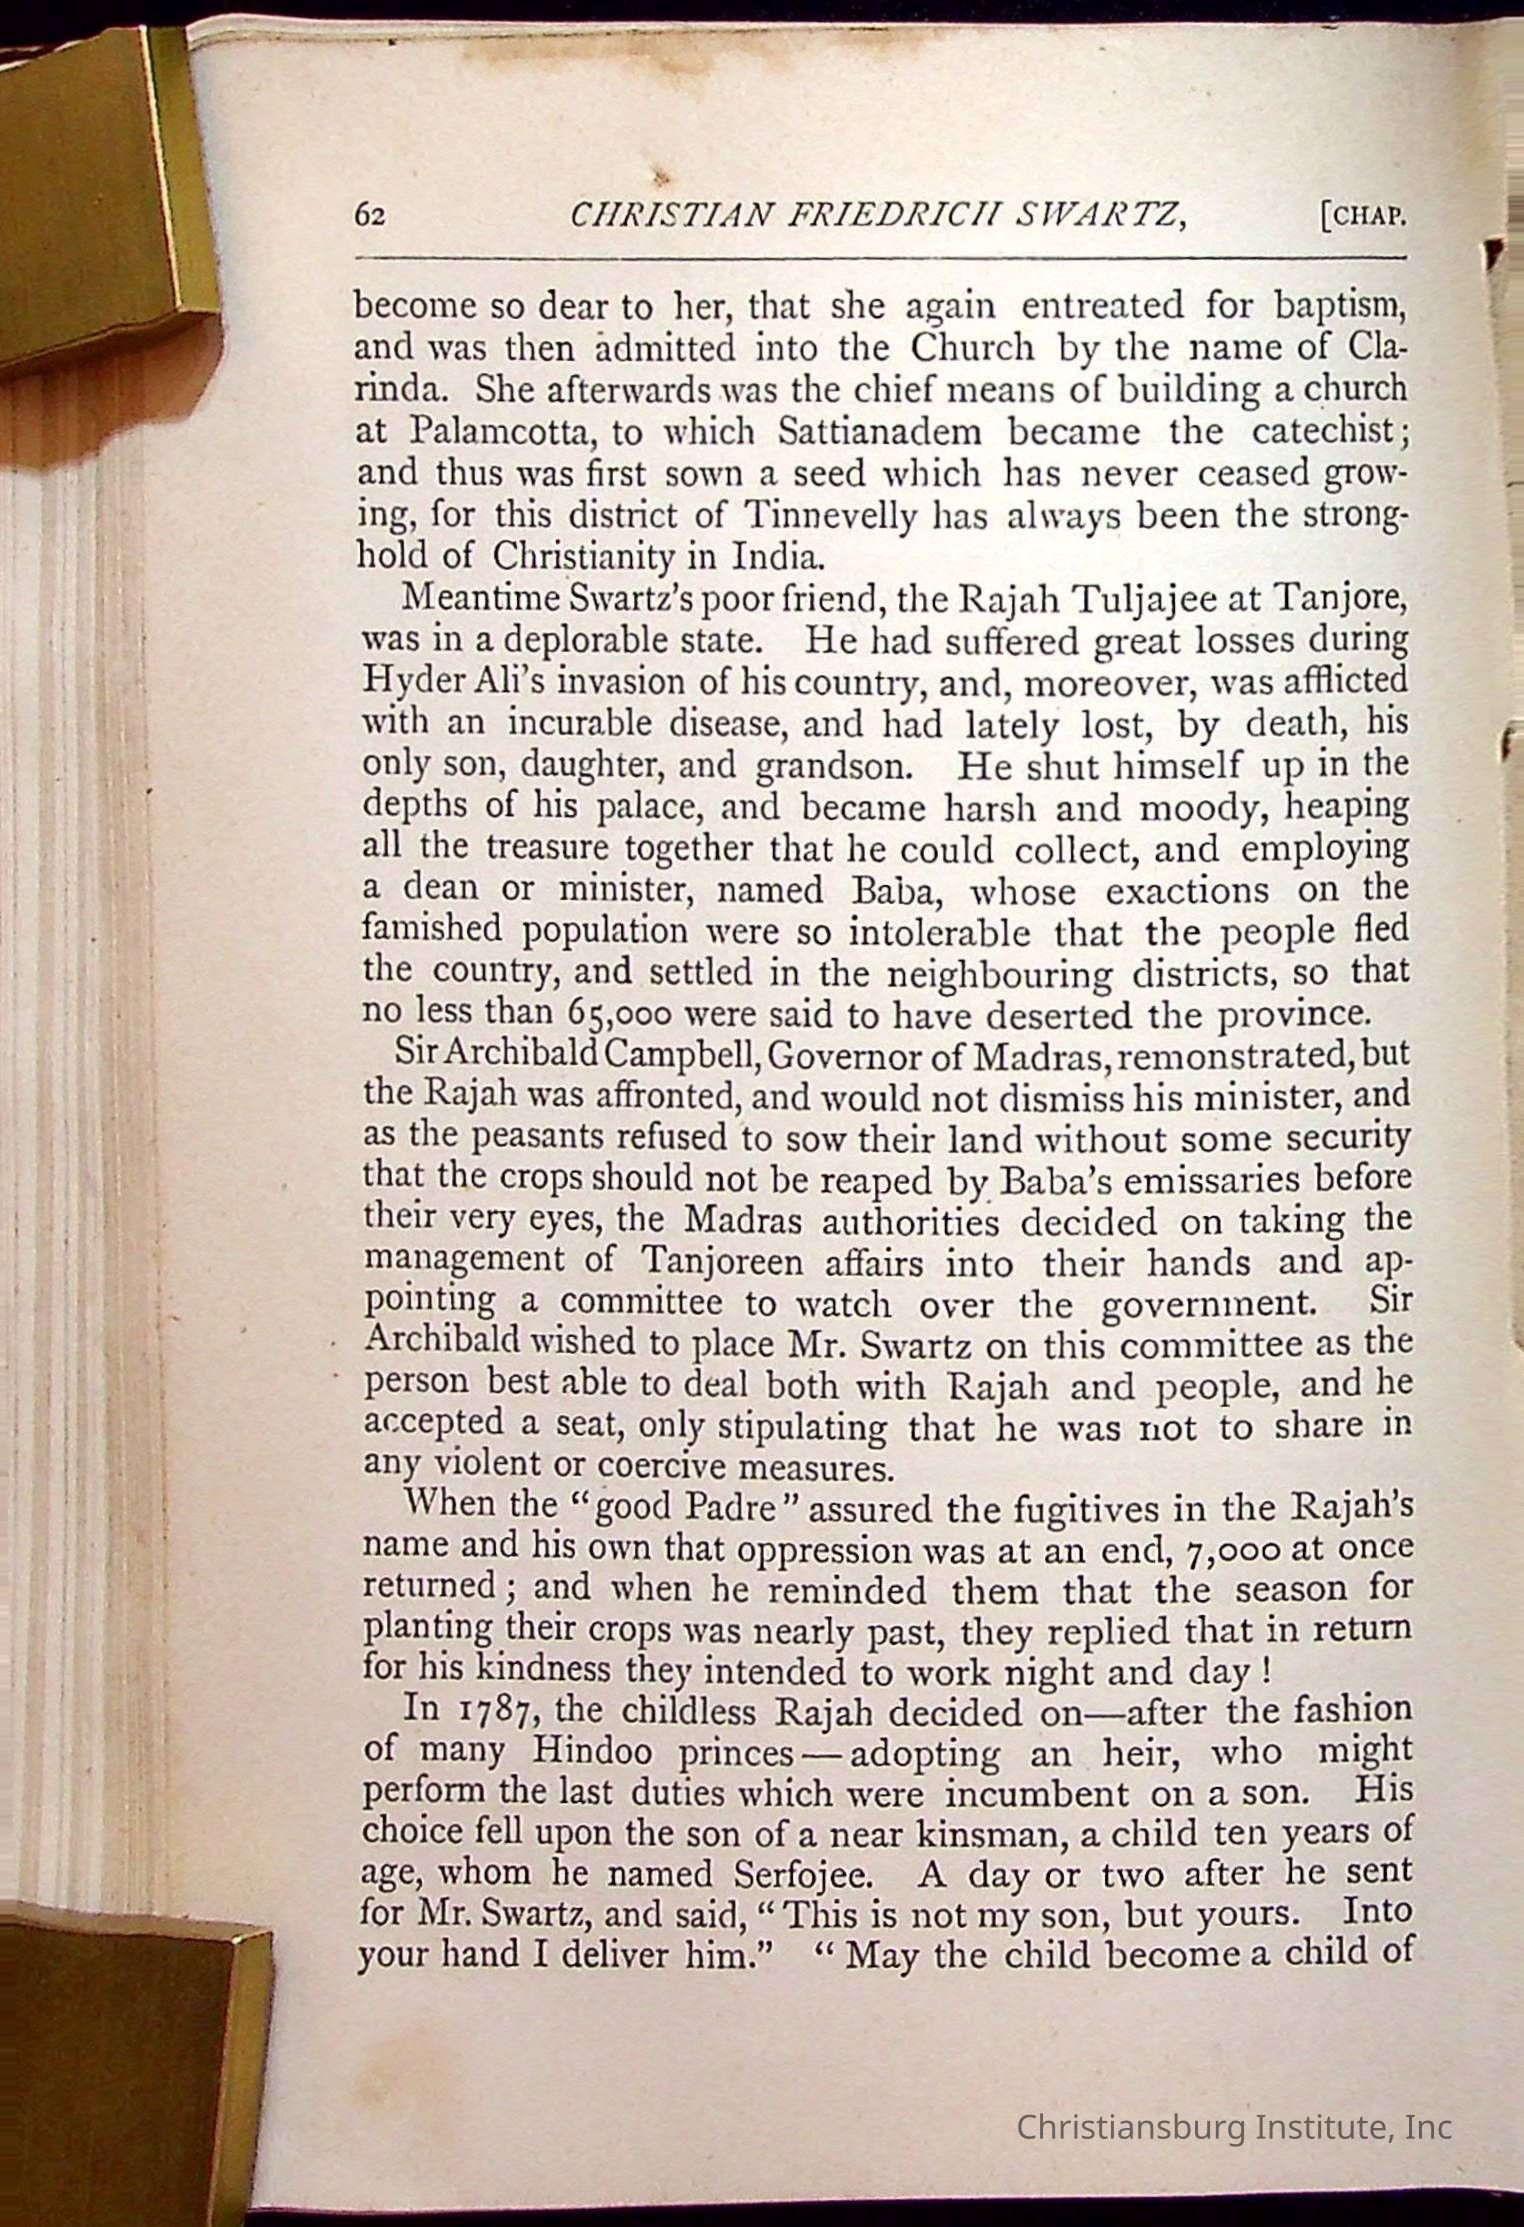 62 CHRISTIAN FRIEDRICH SWARTZ, [CHAP.
become so dear to her, that she again entreated for baptism,
and was then admitted into the Church by the name of Cla-
rinda. She afterwards was the chief means of building a church
at Palamcotta, to which Sattianadem became the catechist;
and thus was first sown a seed which has never ceased grow-
ing, for this district of Tinnevelly has always been the strong-
hold of Christianity in India.
Meantime Swartz's poor friend, the Rajah Tuljajee at Tanjore,
was in a deplorable state. He had suffered great losses during
Hyder Ali's invasion of his country, and, moreover, was afflicted
with an incurable disease, and had lately lost, by death, his
only son, daughter, and grandson. He shut himself up in the
depths of his palace, and became harsh and moody, heaping
all the treasure together that he could collect, and employing
a dean or minister, named Baba, whose exactions on the
famished population were so intolerable that the people fled
the country, and settled in the neighbouring districts, so that
no less than 65,000 were said to have deserted the province.
Sir Archibald Campbell, Governor of Madras, remonstrated, but
the Rajah was affronted, and would not dismiss his minister, and
as the peasants refused to sow their land without some security
that the crops should not be reaped by Baba's emissaries before
their very eyes, the Madras authorities decided on taking the
management of Tanjoreen affairs into their hands and ap-
pointing a committee to watch over the government. Sir
Archibald wished to place Mr. Swartz on this committee as the
person best able to deal both with Rajah and people, and he
accepted a seat, only stipulating that he was not to share in
any violent or coercive measures.
When the "good Padre" assured the fugitives in the Rajah's
name and his own that oppression was at an end, 7,000 at once
returned; and when he reminded them that the season for
planting their crops was nearly past, they replied that in return
for his kindness they intended to work night and day!
In 1787, the childless Rajah decided on—after the fashion
of many Hindoo princes—adopting an heir, who might
perform the last duties which were incumbent on a son. His
choice fell upon the son of a near kinsman, a child ten years of
age, whom he named Serfojee. A day or two after he sent
for Mr. Swartz, and said, "This is not my son, but yours. Into
your hand I deliver him." "May the child become a child of
Christiansburg Institute, Inc